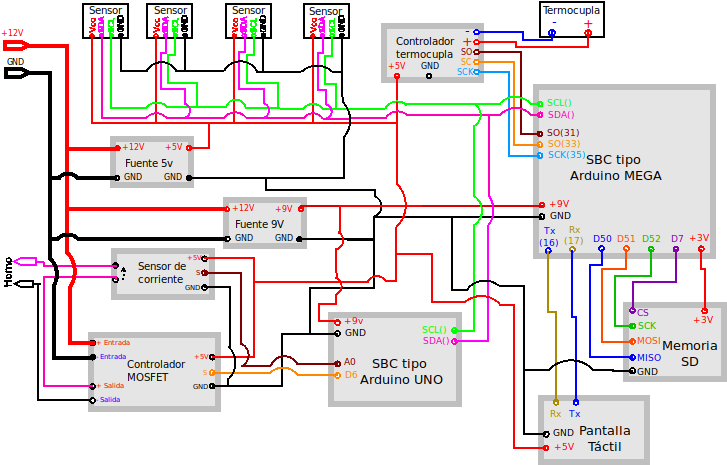 Sensor
Vcc
SDA
SCL
GND
Sensor
Vcc
SDA
SCL
GND
Sensor
Vcc
SDA
SCL
GND
Sensor
Vcc
SDA
SCL
GND
Termocupla
-
+
+12V
GND
Controlador
termocupla
-
+
SO
SC
SCK
+5V
GND
SCL()
SDA()
SO(31)
SO(33)
SCK(35)
SBC tipo
Arduino MEGA
+9V
GND
Tx
(16)
Rx
(17)
D50
D51
D52
D7
+3V
+12V
+5V
Fuente 5v
GND
GND
+12V
+9V
Fuente 9V
GND
GND
Horno
Sensor de
corriente
+5V
S
GND
+ Entrada
- Entrada
+ Salida
- Salida
Controlador
MOSFET
+5V
S
GND
+9v
GND
SCL()
SDA()
SBC tipo
Arduino UNO
A0
D6
CS
SCK
MOSI
MISO
GND
+3V
Memoria
SD
Rx
Tx
GND
+5V
Pantalla
Táctil